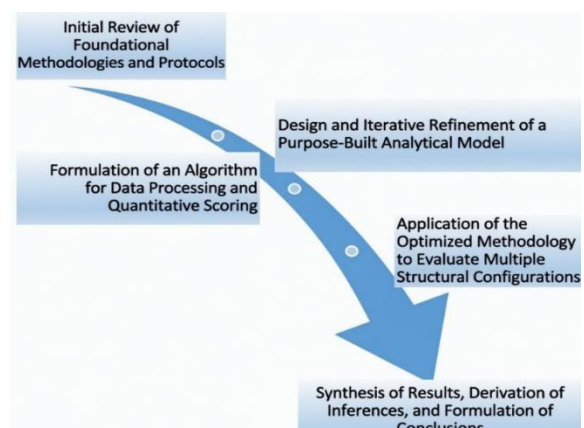 Initial Review of
Foundational
Methodologies and Protocols
Design and Iterative Refinement of a
Purpose-Built Analytical Model
Formulation of an Algorithm
for Data Processing and
Quantitative Scoring
Application of the
Optimized Methodology
to Evaluate Multiple
Structural Configurations
Synthesis of Results, Derivation of
Inferences, and Formulation of
Conclusions